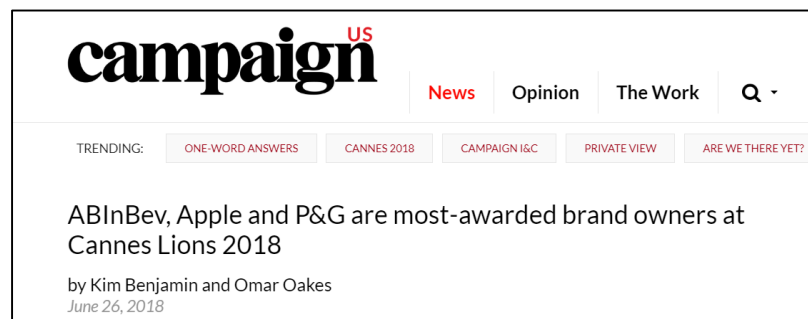 campaign US
News Opinion The Work
TRENDING: ONE-WORD ANSWERS CANNES 2018 CAMPAIGN I&C PRIVATE VIEW ARE WE THERE YET?
ABInBev, Apple and P&G are most-awarded brand owners at
Cannes Lions 2018
by Kim Benjamin and Omar Oakes
June 26, 2018